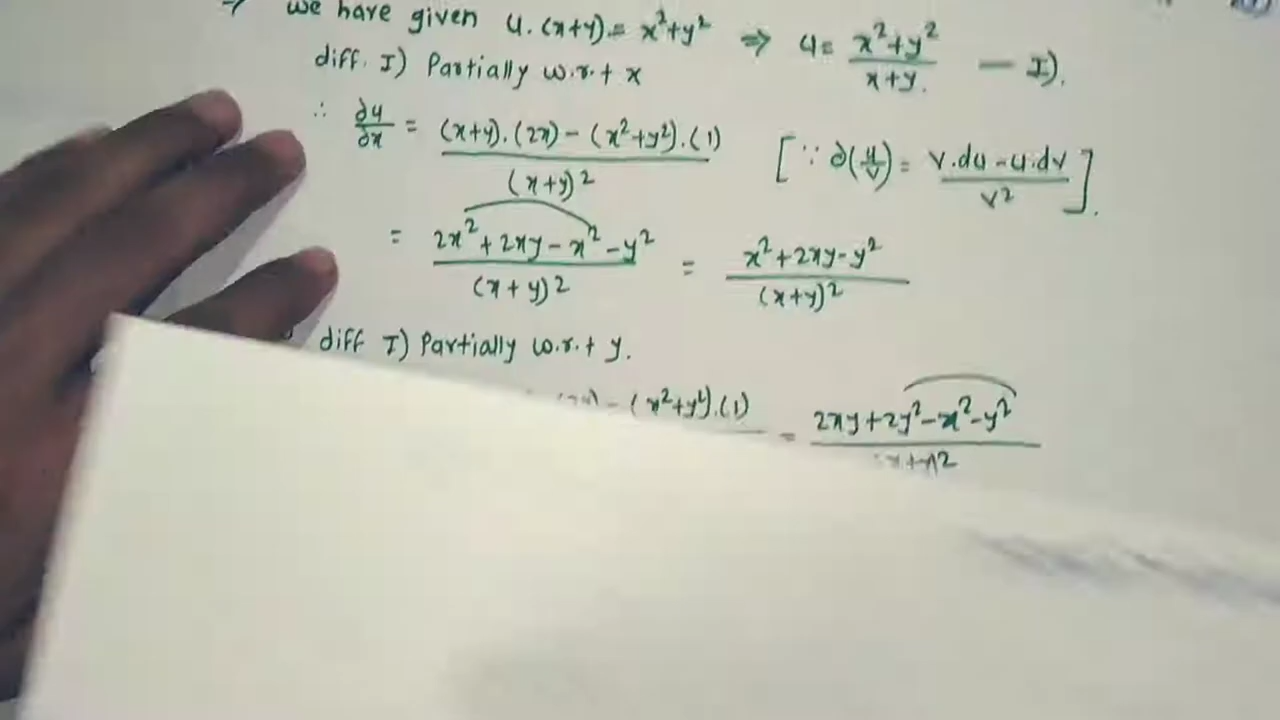 ⇒ we have given u.(x+y) = x²+y² ⇒ u = x²+y² / x+y. — I).
diff. I) Partially w.r.t x
∴ ∂u/∂x = (x+y).(2x) - (x²+y²).(1) / (x+y)² [∵ ∂(u/v) = v.du - u.dv / v²].
= 2x²+2xy-x²-y² / (x+y)² = x²+2xy-y² / (x+y)²
diff I) Partially w.r.t y.
- (x²+y²).(1) = 2xy+2y²-x²-y²